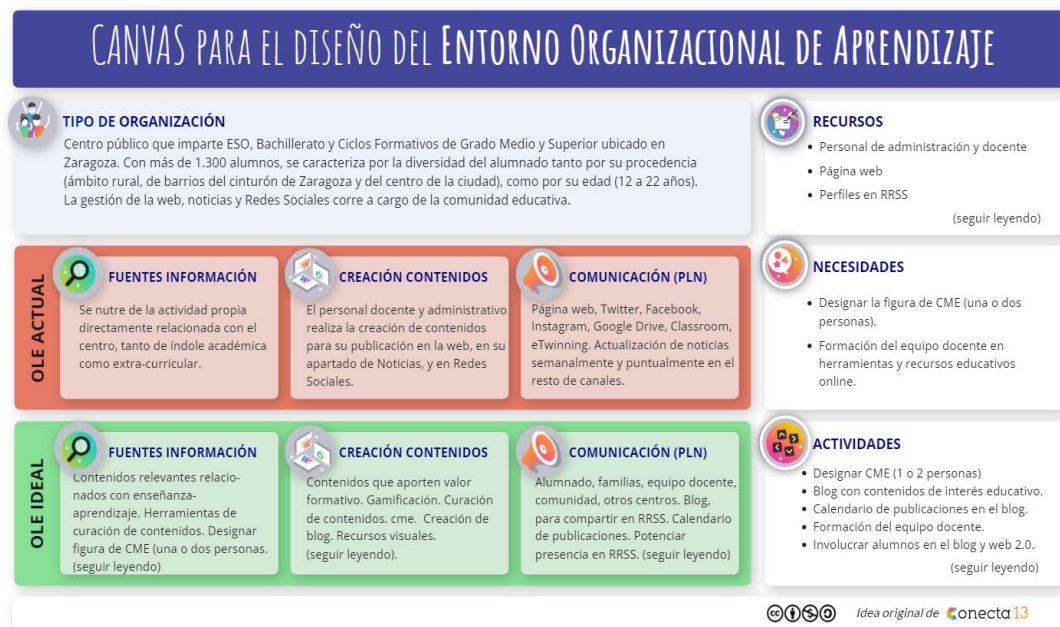 CANVAS PARA EL DISEÑO DEL ENTORNO ORGANIZACIONAL DE APRENDIZAJE
TIPO DE ORGANIZACIÓN
Centro público que imparte ESO, Bachillerato y Ciclos Formativos de Grado Medio y Superior ubicado en
Zaragoza. Con más de 1.300 alumnos, se caracteriza por la diversidad del alumnado tanto por su procedencia
(ámbito rural, de barrios del cinturón de Zaragoza y del centro de la ciudad), como por su edad (12 a 22 años).
La gestión de la web, noticias y Redes Sociales corre a cargo de la comunidad educativa.
RECURSOS
• Personal de administración y docente
• Página web
• Perfiles en RRSS
(seguir leyendo)
OLE ACTUAL
FUENTES INFORMACIÓN
Se nutre de la actividad propia
directamente relacionada con el
centro, tanto de índole académica
como extra-curricular.
CREACIÓN CONTENIDOS
El personal docente y administrativo
realiza la creación de contenidos
para su publicación en la web, en su
apartado de Noticias, y en Redes
Sociales.
COMUNICACIÓN (PLN)
Página web, Twitter, Facebook,
Instagram, Google Drive, Classroom,
eTwinning. Actualización de noticias
semanalmente y puntualmente en el
resto de canales.
NECESIDADES
• Designar la figura de CME (una o dos
personas).
• Formación del equipo docente en
herramientas y recursos educativos
online.
OLE IDEAL
FUENTES INFORMACIÓN
Contenidos relevantes relacio-
nados con enseñanza-
aprendizaje. Herramientas de
curación de contenidos. Designar
figura de CME (una o dos personas.
(seguir leyendo)
CREACIÓN CONTENIDOS
Contenidos que aporten valor
formativo. Gamificación. Curación
de contenidos. cme. Creación de
blog. Recursos visuales.
(seguir leyendo).
COMUNICACIÓN (PLN)
Alumnado, familias, equipo docente,
comunidad, otros centros. Blog,
para compartir en RRSS. Calendario
de publicaciones. Potenciar
presencia en RRSS. (seguir leyendo)
ACTIVIDADES
• Designar CME (1 o 2 personas)
• Blog con contenidos de interés educativo.
• Calendario de publicaciones en el blog.
• Formación del equipo docente.
• Involucrar alumnos en el blog y web 2.0.
(seguir leyendo)
Idea original de Conecta 13